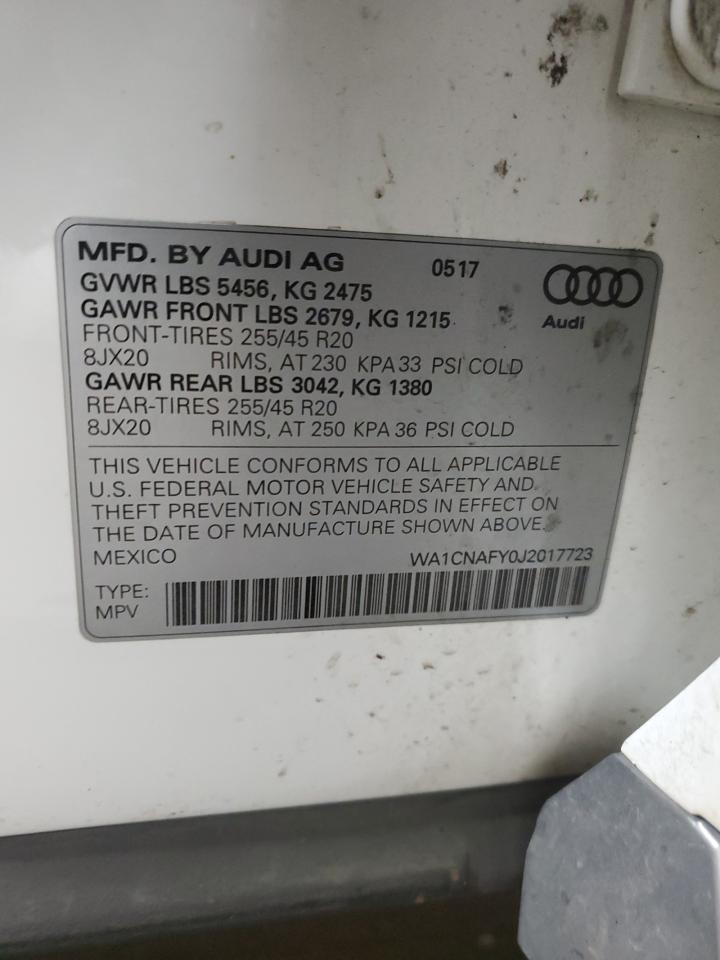 MFD. BY AUDI AG 0517
GVWR LBS 5456, KG 2475
GAWR FRONT LBS 2679, KG 1215
Audi
FRONT-TIRES 255/45 R20
8JX20 RIMS, AT 230 KPA 33 PSI COLD
GAWR REAR LBS 3042, KG 1380
REAR-TIRES 255/45 R20
8JX20 RIMS, AT 250 KPA 36 PSI COLD
THIS VEHICLE CONFORMS TO ALL APPLICABLE
U.S. FEDERAL MOTOR VEHICLE SAFETY AND
THEFT PREVENTION STANDARDS IN EFFECT ON
THE DATE OF MANUFACTURE SHOWN ABOVE.
MEXICO WA1CNAFY0J2017723
TYPE:
MPV